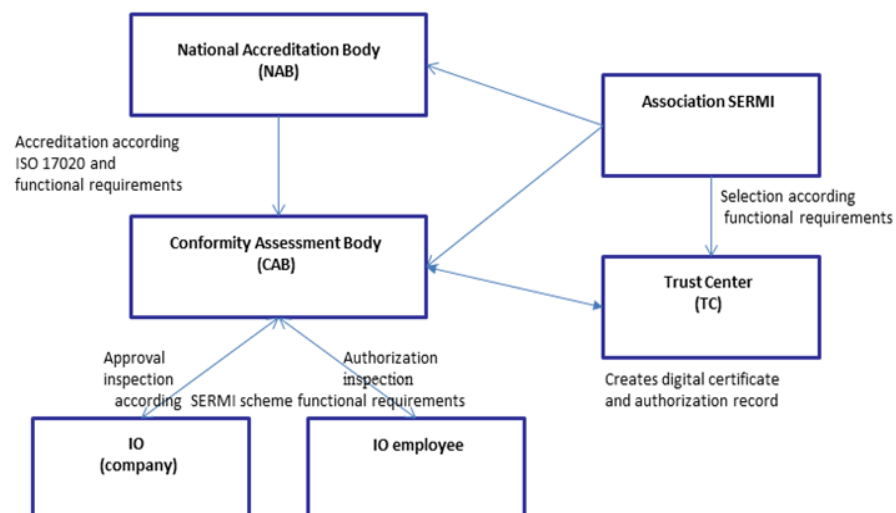 National Accreditation Body
(NAB)
Association SERMI
Accreditation according
ISO 17020 and
functional requirements
Selection according
functional requirements
Conformity Assessment Body
(CAB)
Trust Center
(TC)
Approval
inspection
Authorization
inspection
according SERMI scheme functional requirements
Creates digital certificate
and authorization record
IO
(company)
IO employee